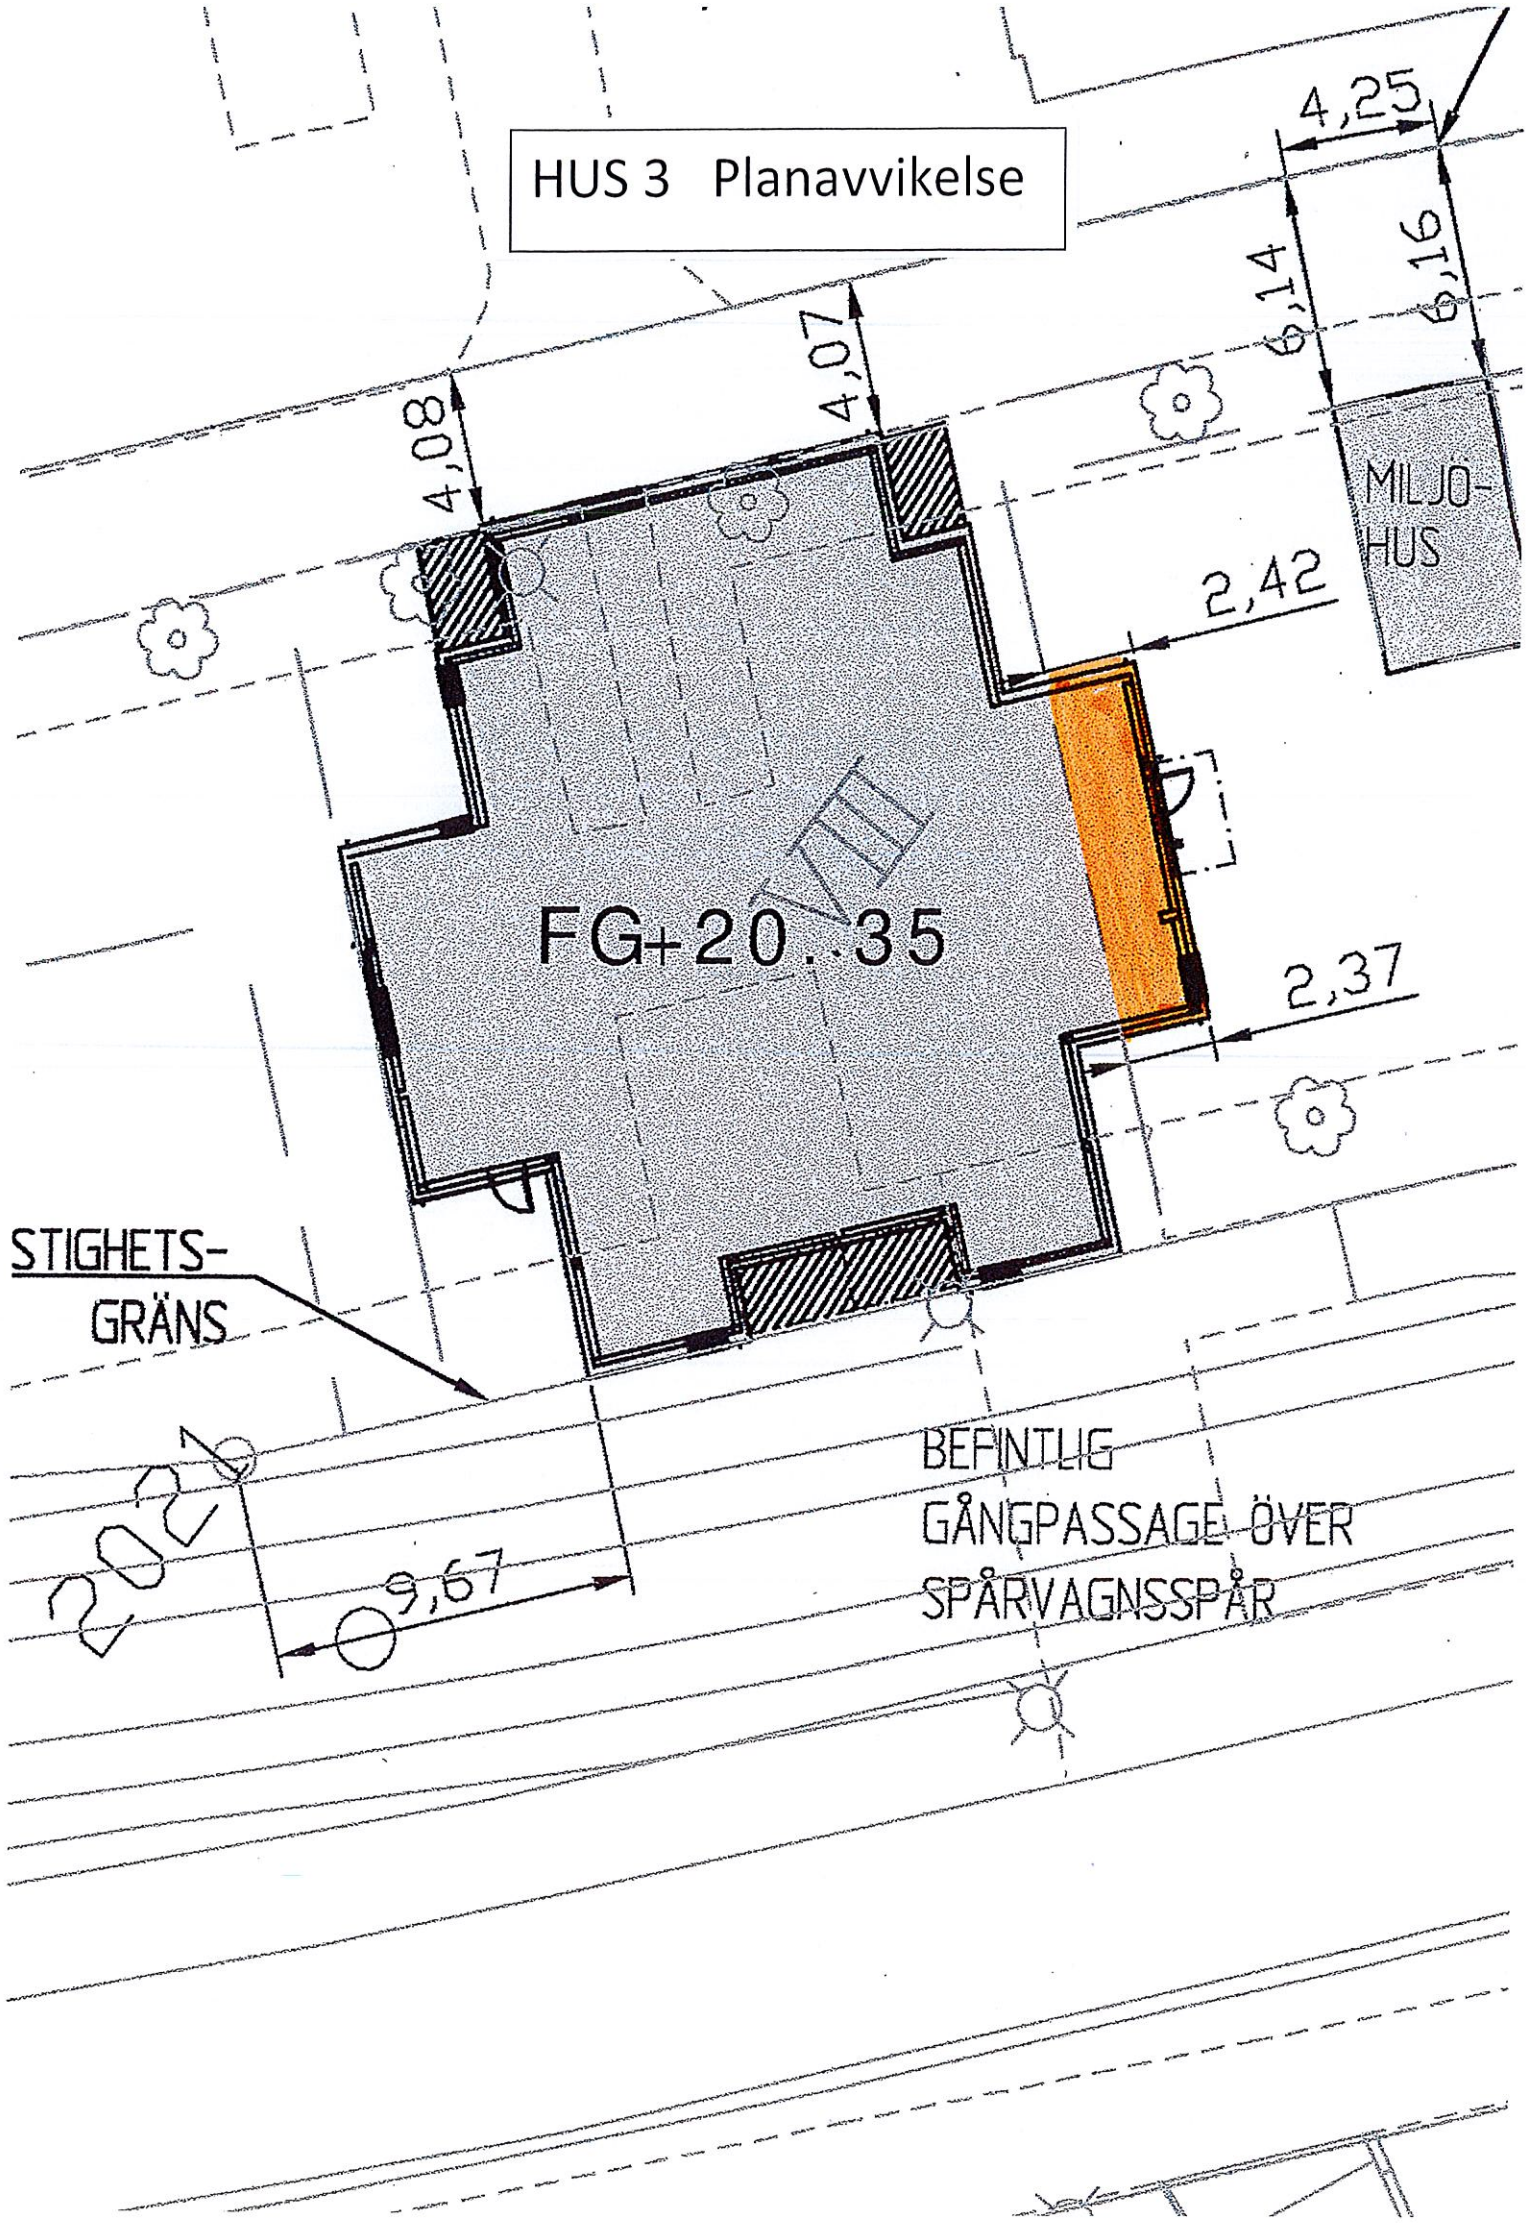 4,25
HUS 3 Planavvikelse
6,14
6,16
4,07
4,08
MILJÖ-
HUS
2,42
VIII
FG+20.35
2,37
STIGHETS-
GRÄNS
BEFINTLIG
GÅNGPASSAGE ÖVER
SPÅRVAGNSSPÅR
9,67